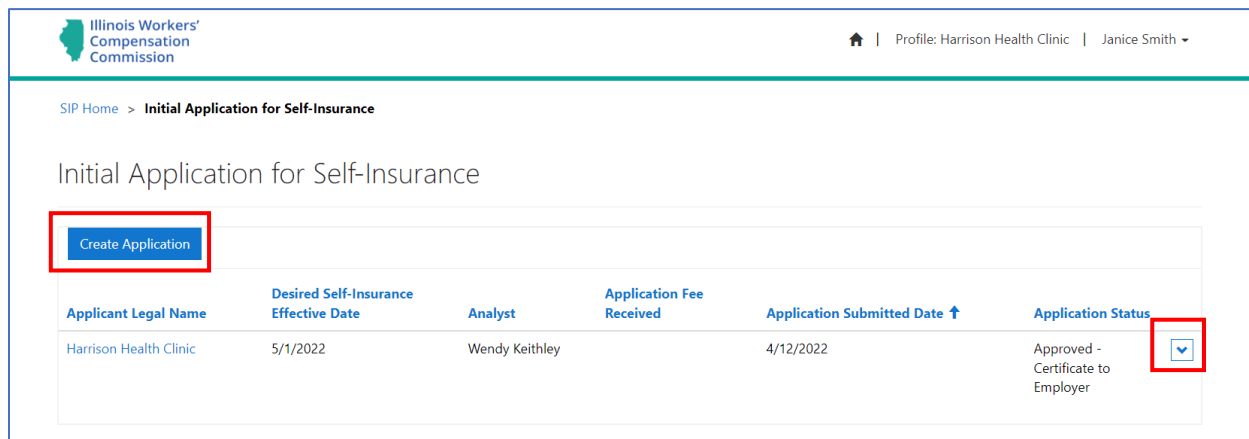 Illinois Workers'
Compensation
Commission
| Profile: Harrison Health Clinic | Janice Smith
SIP Home > Initial Application for Self-Insurance
Initial Application for Self-Insurance
Create Application
Applicant Legal Name
Desired Self-Insurance
Effective Date
Analyst
Application Fee
Received
Application Submitted Date ↑
Application Status
Harrison Health Clinic
5/1/2022
Wendy Keithley
4/12/2022
Approved -
Certificate to
Employer